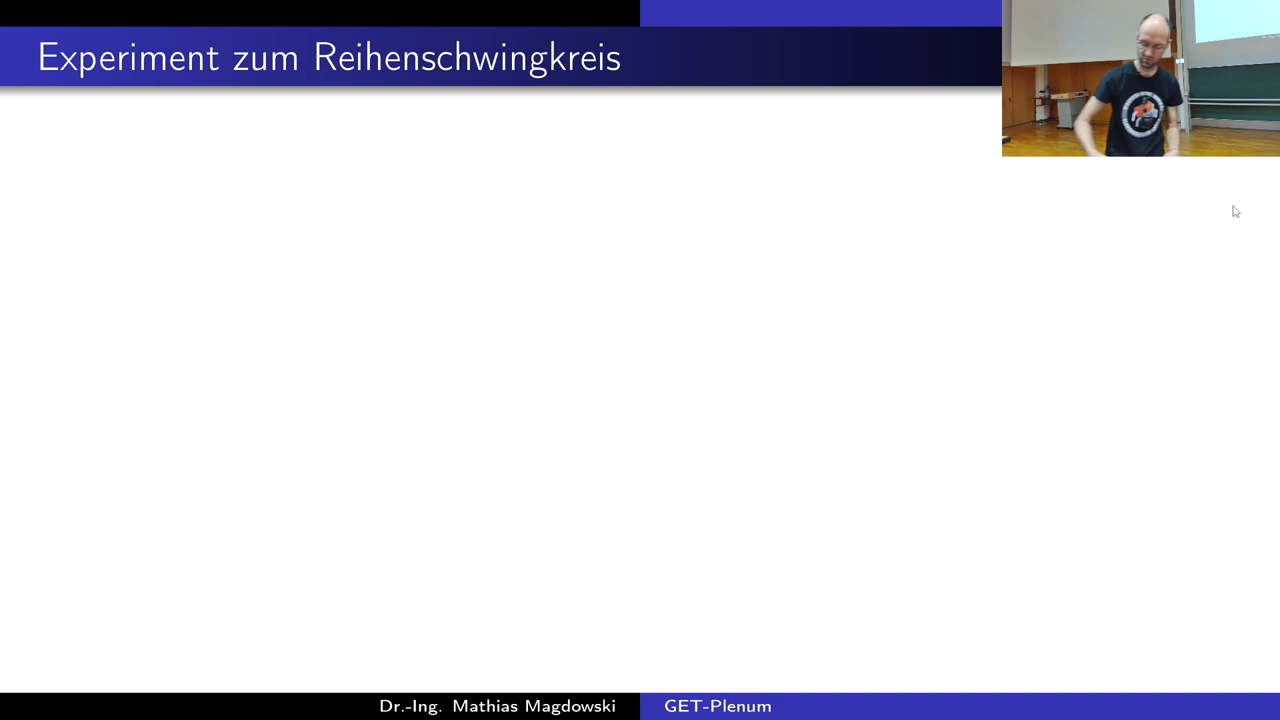 Experiment zum Reihenschwingkreis
Dr.-Ing. Mathias Magdowski
GET-Plenum